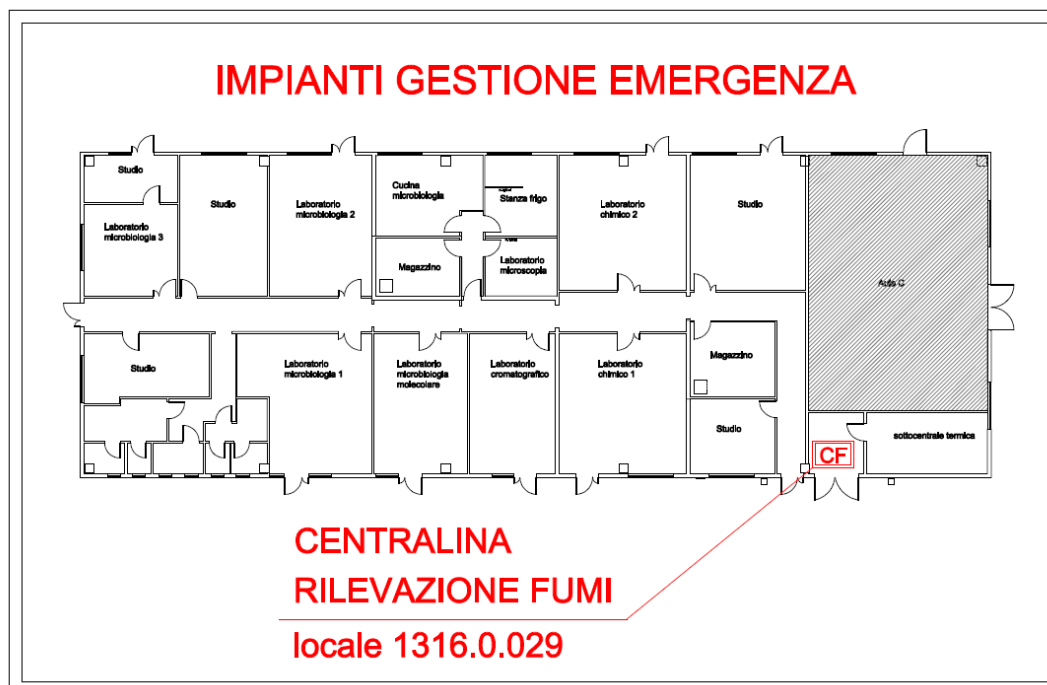 IMPIANTI GESTIONE EMERGENZA
Studio
Laboratorio
microbiologia 3
Studio
Laboratorio
microbiologia 2
Cucina
microbiologia
Magazzino
Stanza frigo
Laboratorio
microscopia
Laboratorio
chimico 2
Studio
Aula C
Studio
Laboratorio
microbiologia 1
Laboratorio
microbiologia
molecolare
Laboratorio
cromatografico
Laboratorio
chimico 1
Magazzino
Studio
sottocentrale termica
CF
CENTRALINA
RILEVAZIONE FUMI
locale 1316.0.029